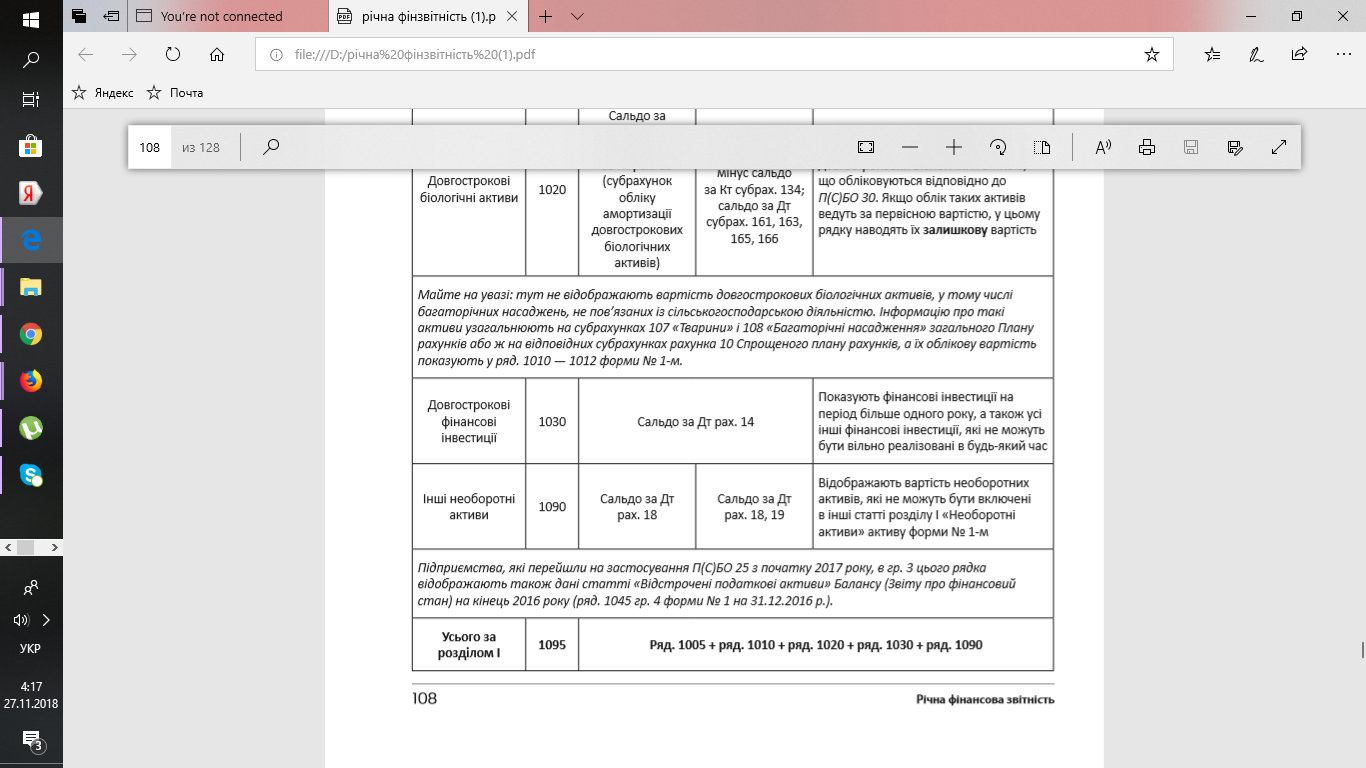 You're not connected
річна фінзвітність (1).p
file:///D:/річна%20фінзвітність%20(1).pdf
Яндекс
Почта
108 из 128
Сальдо за
Довгострокові
біологічні активи
1020
(субрахунок
обліку
амортизації
довгострокових
біологічних
активів)
мінус сальдо
за Кт субрах. 134;
сальдо за Дт
субрах. 161, 163,
165, 166
що обліковуються відповідно до
П(С)БО 30. Якщо облік таких активів
ведуть за первісною вартістю, у цьому
рядку наводять їх залишкову вартість
Майте на увазі: тут не відображають вартість довгострокових біологічних активів, у тому числі
багаторічних насаджень, не пов’язаних із сільськогосподарською діяльністю. Інформацію про такі
активи узагальнюють на субрахунках 107 «Тварини» і 108 «Багаторічні насадження» загального Плану
рахунків або ж на відповідних субрахунках рахунка 10 Спрощеного плану рахунків, а їх облікову вартість
показують у ряд. 1010 — 1012 форми № 1-м.
Довгострокові
фінансові
інвестиції
1030
Сальдо за Дт рах. 14
Показують фінансові інвестиції на
період більше одного року, а також усі
інші фінансові інвестиції, які не можуть
бути вільно реалізовані в будь-який час
Інші необоротні
активи
1090
Сальдо за Дт
рах. 18
Сальдо за Дт
рах. 18, 19
Відображають вартість необоротних
активів, які не можуть бути включені
в інші статті розділу I «Необоротні
активи» активу форми № 1-м
Підприємства, які перейшли на застосування П(С)БО 25 з початку 2017 року, в гр. 3 цього рядка
відображають також дані статті «Відстрочені податкові активи» Балансу (Звіту про фінансовий
стан) на кінець 2016 року (ряд. 1045 гр. 4 форми № 1 на 31.12.2016 р.).
Усього за
розділом I
1095
Ряд. 1005 + ряд. 1010 + ряд. 1020 + ряд. 1030 + ряд. 1090
108
Річна фінансова звітність
УКР
4:17
27.11.2018
3